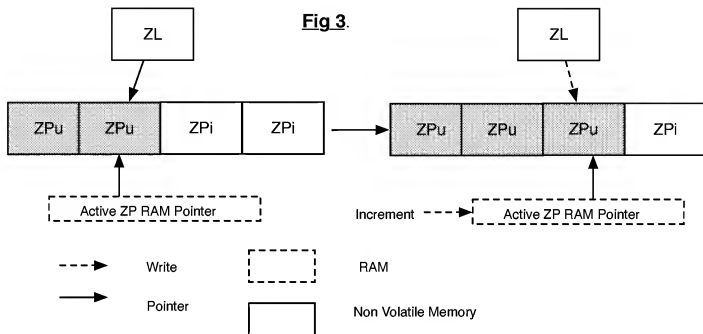 Fig 3.
ZL
ZL
ZPu ZPu ZPi ZPi
ZPu ZPu ZPu ZPi
Active ZP RAM Pointer
Increment Active ZP RAM Pointer
Write RAM
Pointer Non Volatile Memory